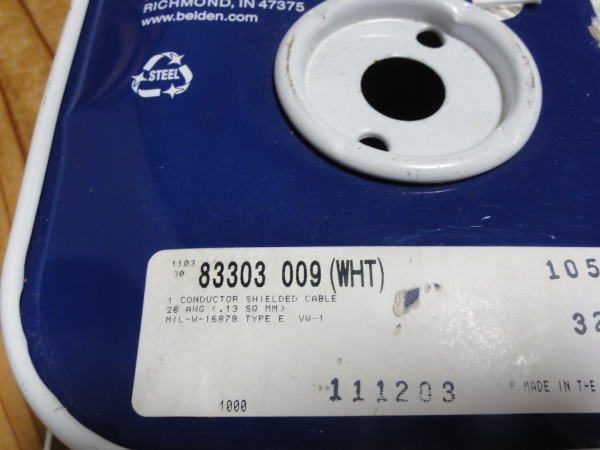 RICHMOND, IN 47375
www.belden.com
STEEL
1103
30
83303 009 (WHT)
105
1 CONDUCTOR SHIELDED CABLE
26 AWG (.13 SQ MM)
32
MIL-W-16878 TYPE E VW-1
111203
* MADE IN THE
1000